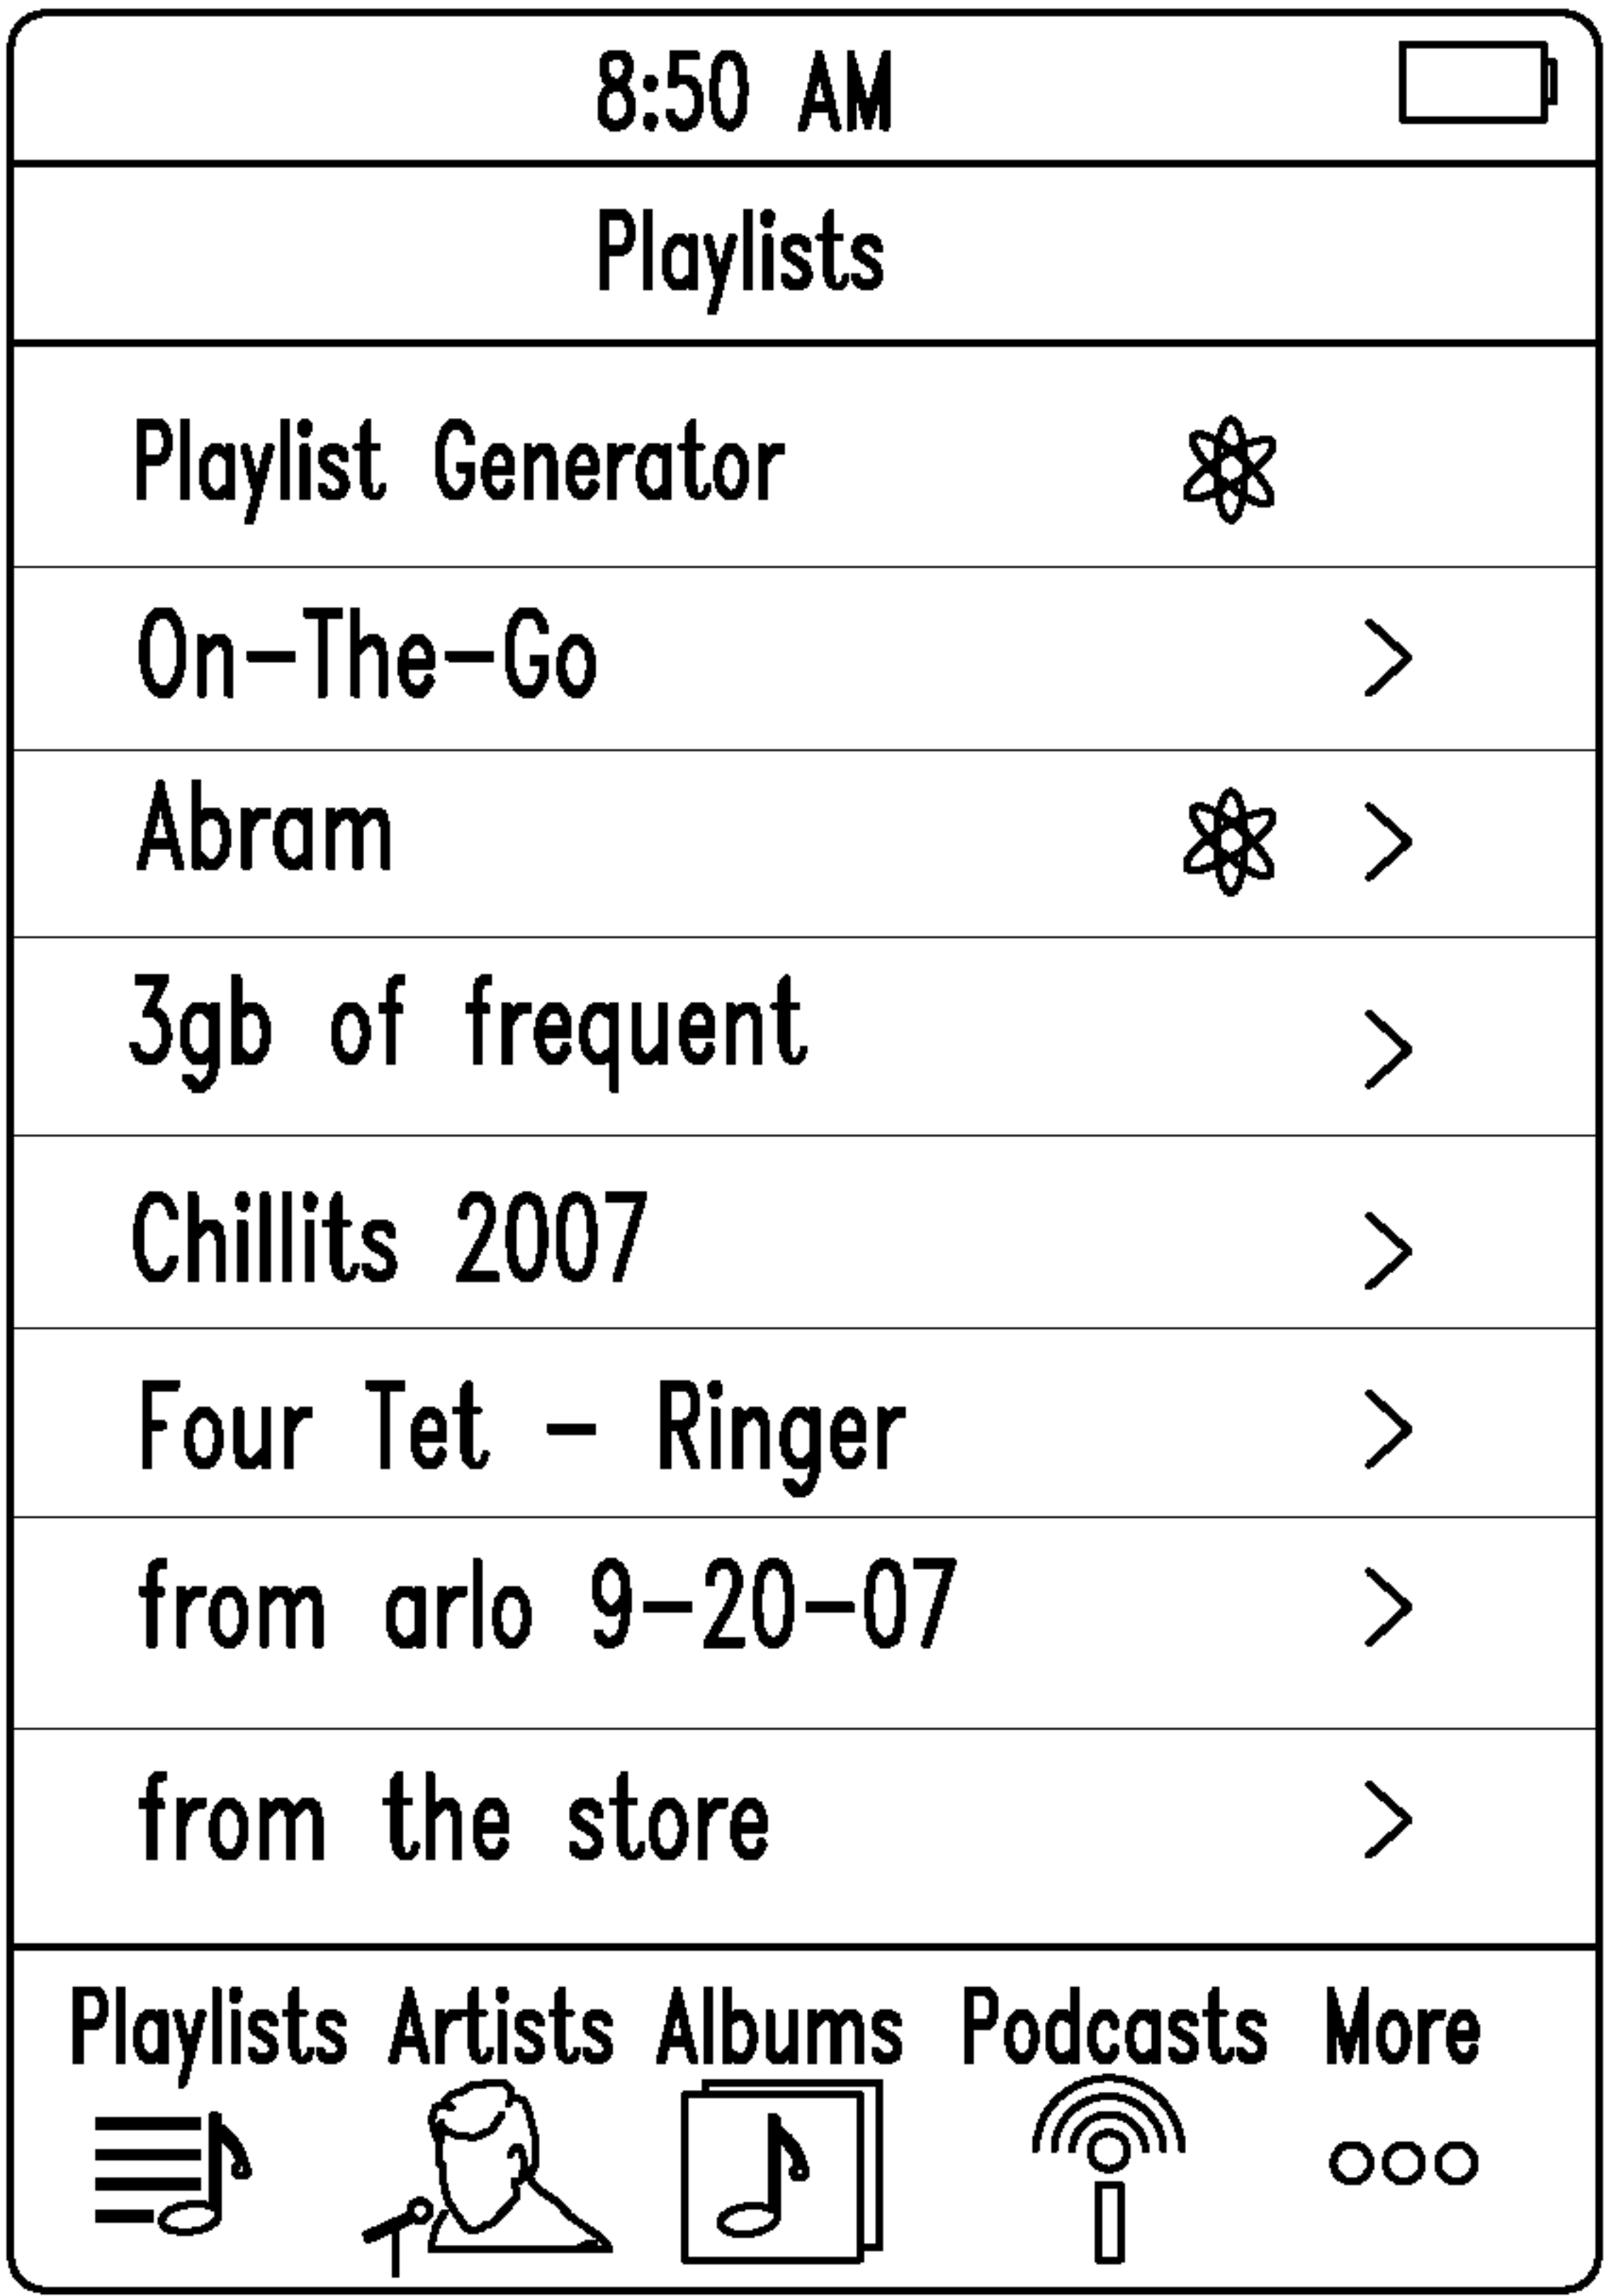 8:50 AM
Playlists
Playlist Generator
On-The-Go
Abram
3gb of frequent
Chillits 2007
Four Tet - Ringer
from arlo 9-20-07
from the store
Playlists Artists Albums Podcasts More